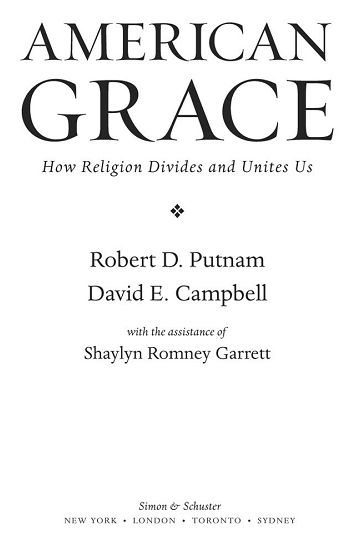 AMERICAN
GRACE
How Religion Divides and Unites Us
❖
Robert D. Putnam
David E. Campbell
with the assistance of
Shaylyn Romney Garrett
Simon & Schuster
NEW YORK • LONDON • TORONTO • SYDNEY